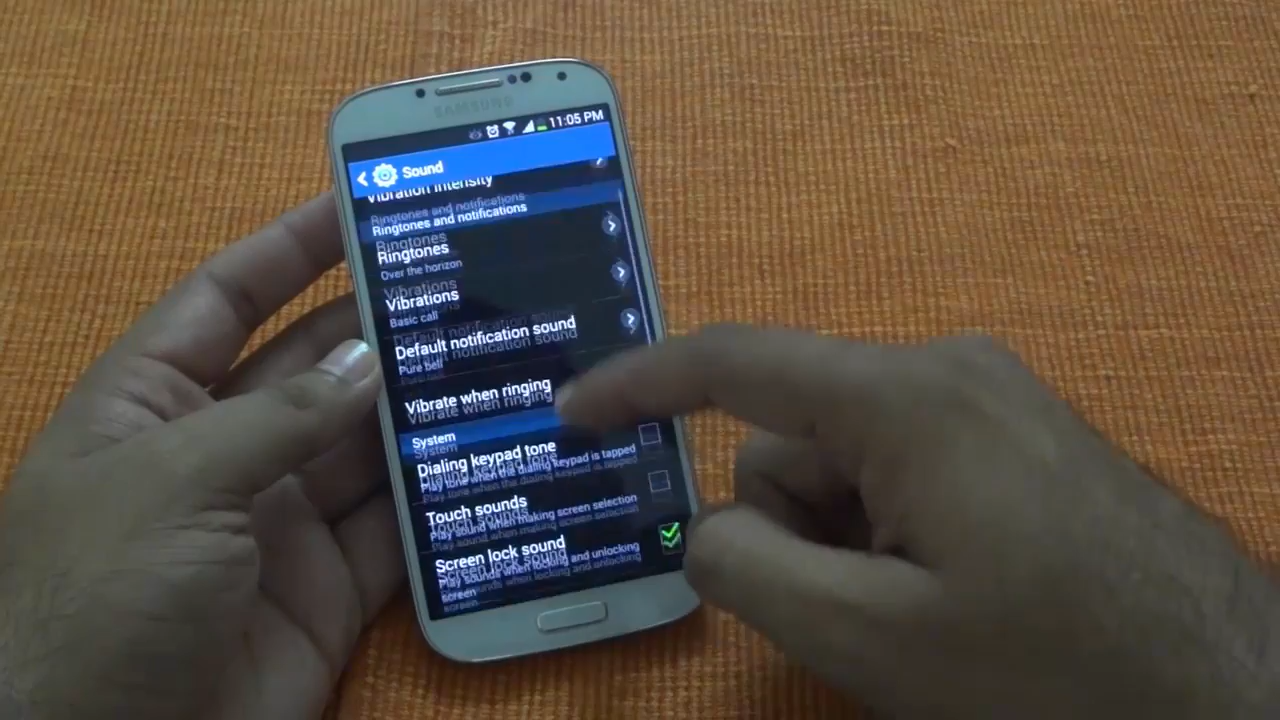 SAMSUNG
11:05 PM
Sound
Vibration intensity
Ringtones and notifications
Ringtones
Over the horizon
Vibrations
Basic call
Default notification sound
Pure bell
Vibrate when ringing
System
Dialing keypad tone
Play tone when the dialing keypad is tapped
Touch sounds
Play sound when making screen selection
Screen lock sound
Play sounds when locking and unlocking
screen